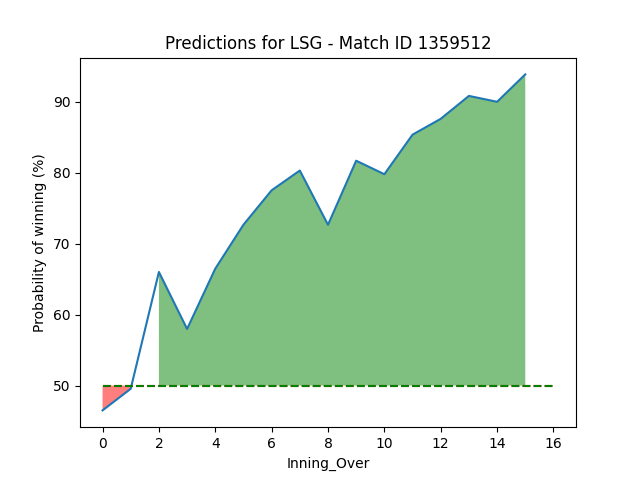 Predictions for LSG - Match ID 1359512
Probability of winning (%)
90
80
70
60
50
0 2 4 6 8 10 12 14 16
Inning_Over